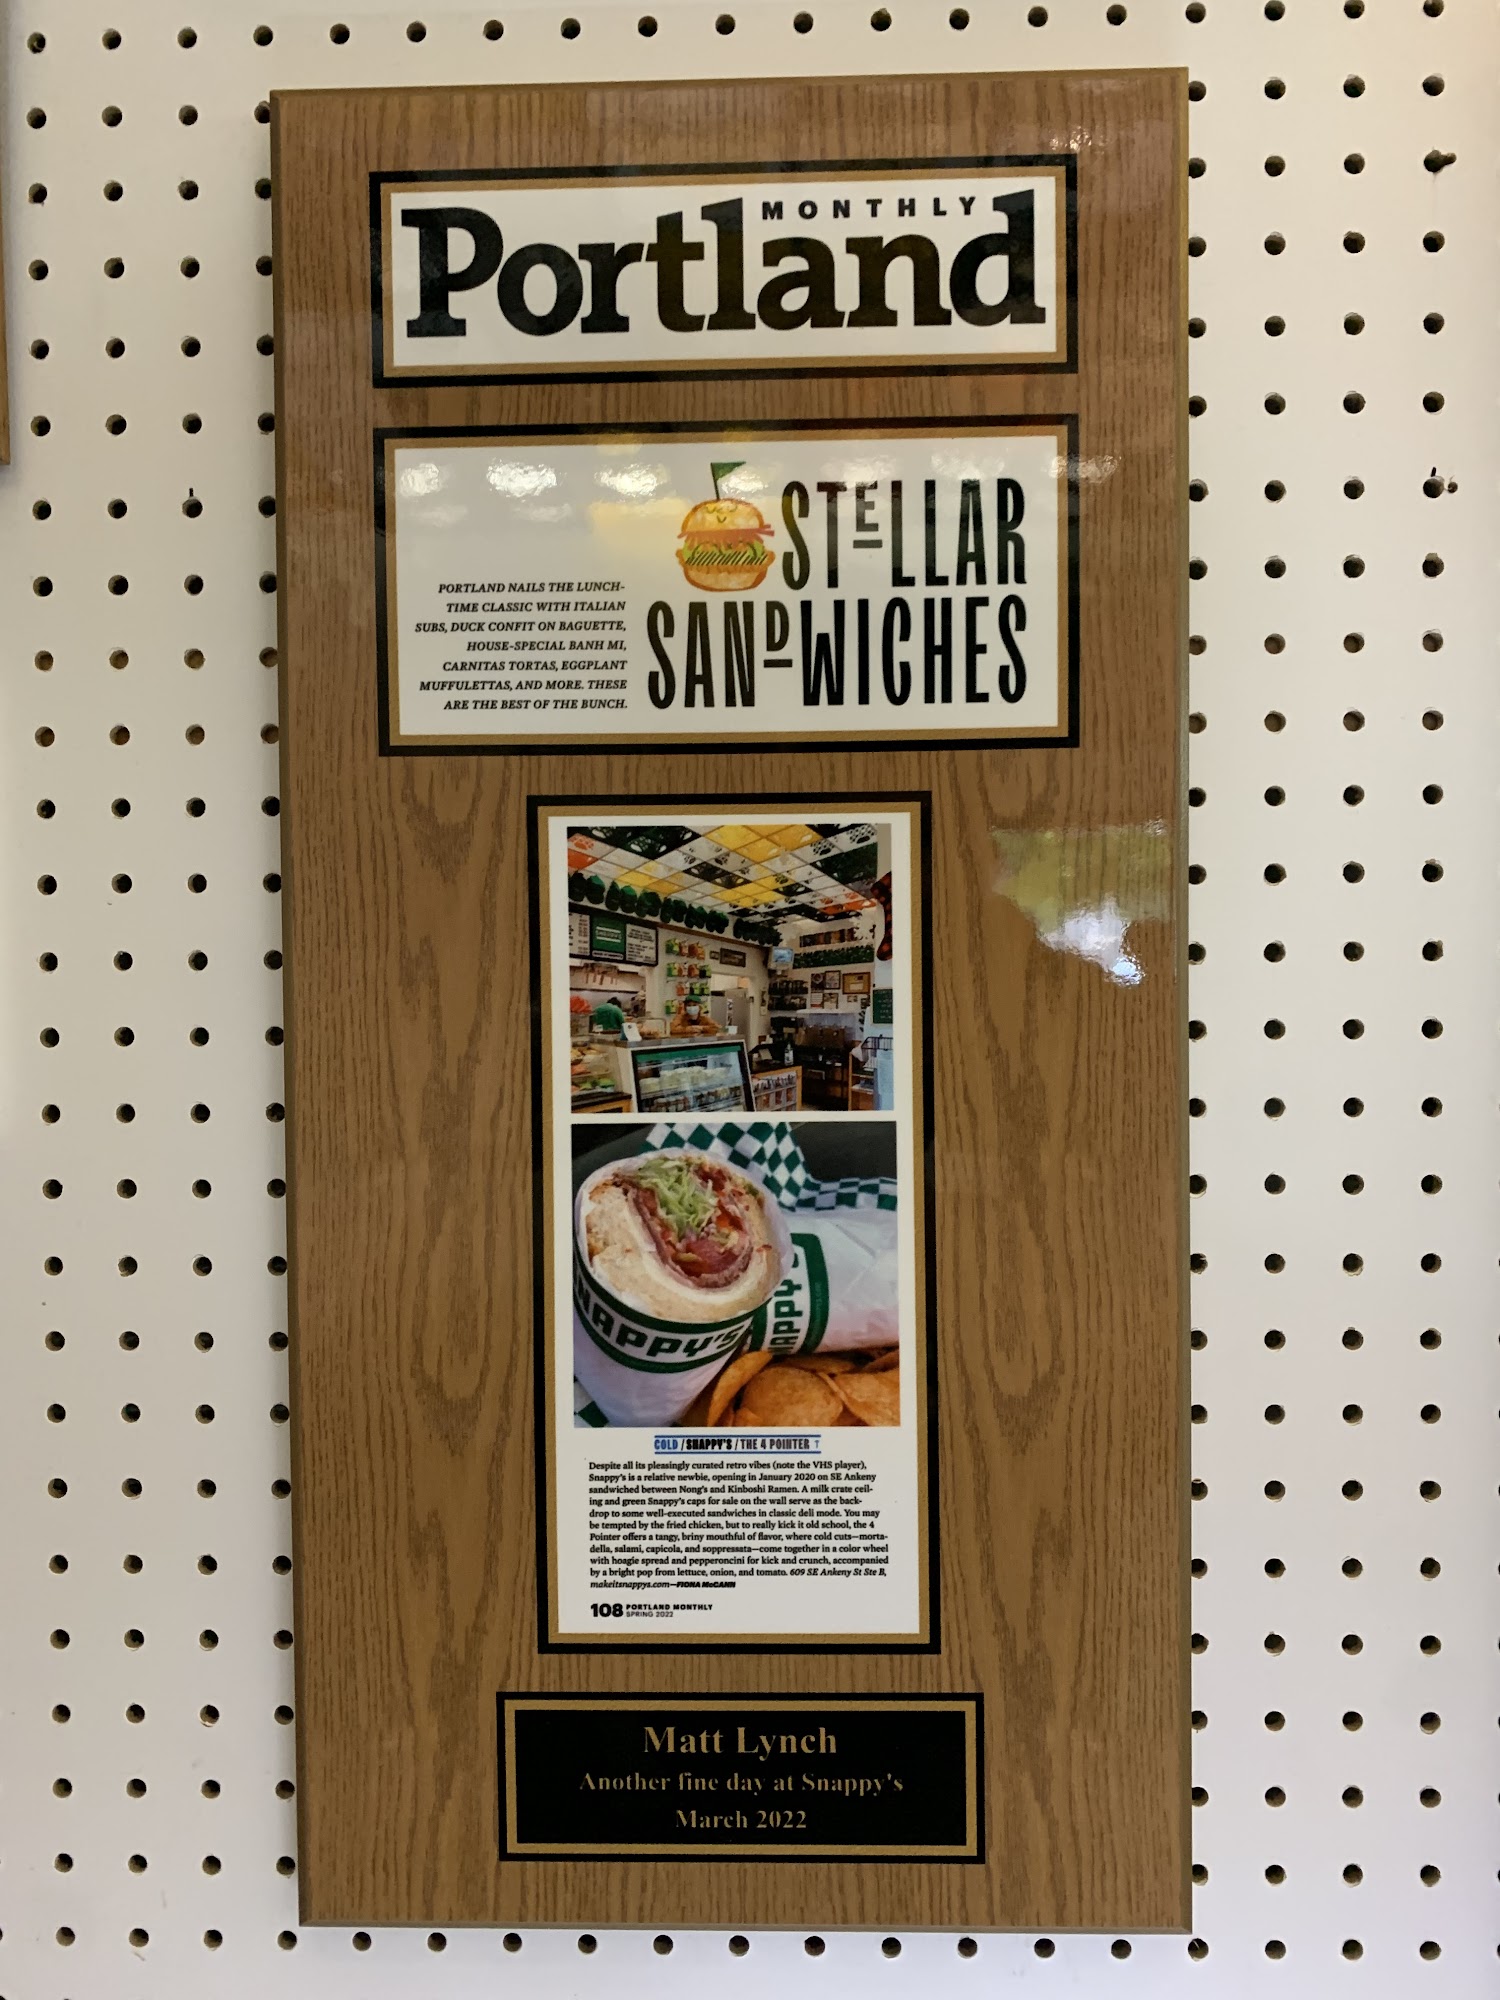 MONTHLY
Portland
STELLAR
SANDWICHES
PORTLAND NAILS THE LUNCH-
TIME CLASSIC WITH ITALIAN
SUBS, DUCK CONFIT ON BAGUETTE,
HOUSE-SPECIAL BANH MI,
CARNITAS TORTAS, EGGPLANT
MUFFULETTAS, AND MORE. THESE
ARE THE BEST OF THE BUNCH.
NAPPY'S
NAPPY'S
COLD / SNAPPY'S / THE 4 POINTER ↑
Despite all its pleasingly curated retro vibes (note the VHS player),
Snappy's is a relative newbie, opening in January 2020 on SE Ankeny
sandwiched between Nong's and Kinboshi Ramen. A milk crate ceil-
ing and green Snappy's caps for sale on the wall serve as the back-
drop to some well-executed sandwiches in classic deli mode. You may
be tempted by the fried chicken, but to really kick it old school, the 4
Pointer offers a tangy, briny mouthful of flavor, where cold cuts—morta-
della, salami, capicola, and soppressata—come together in a color wheel
with hoagie spread and pepperoncini for kick and crunch, accompanied
by a bright pop from lettuce, onion, and tomato. 609 SE Ankeny St Ste B,
makeitsnappys.com—FIONA McCANN
108 PORTLAND MONTHLY
SPRING 2022
Matt Lynch
Another fine day at Snappy's
March 2022